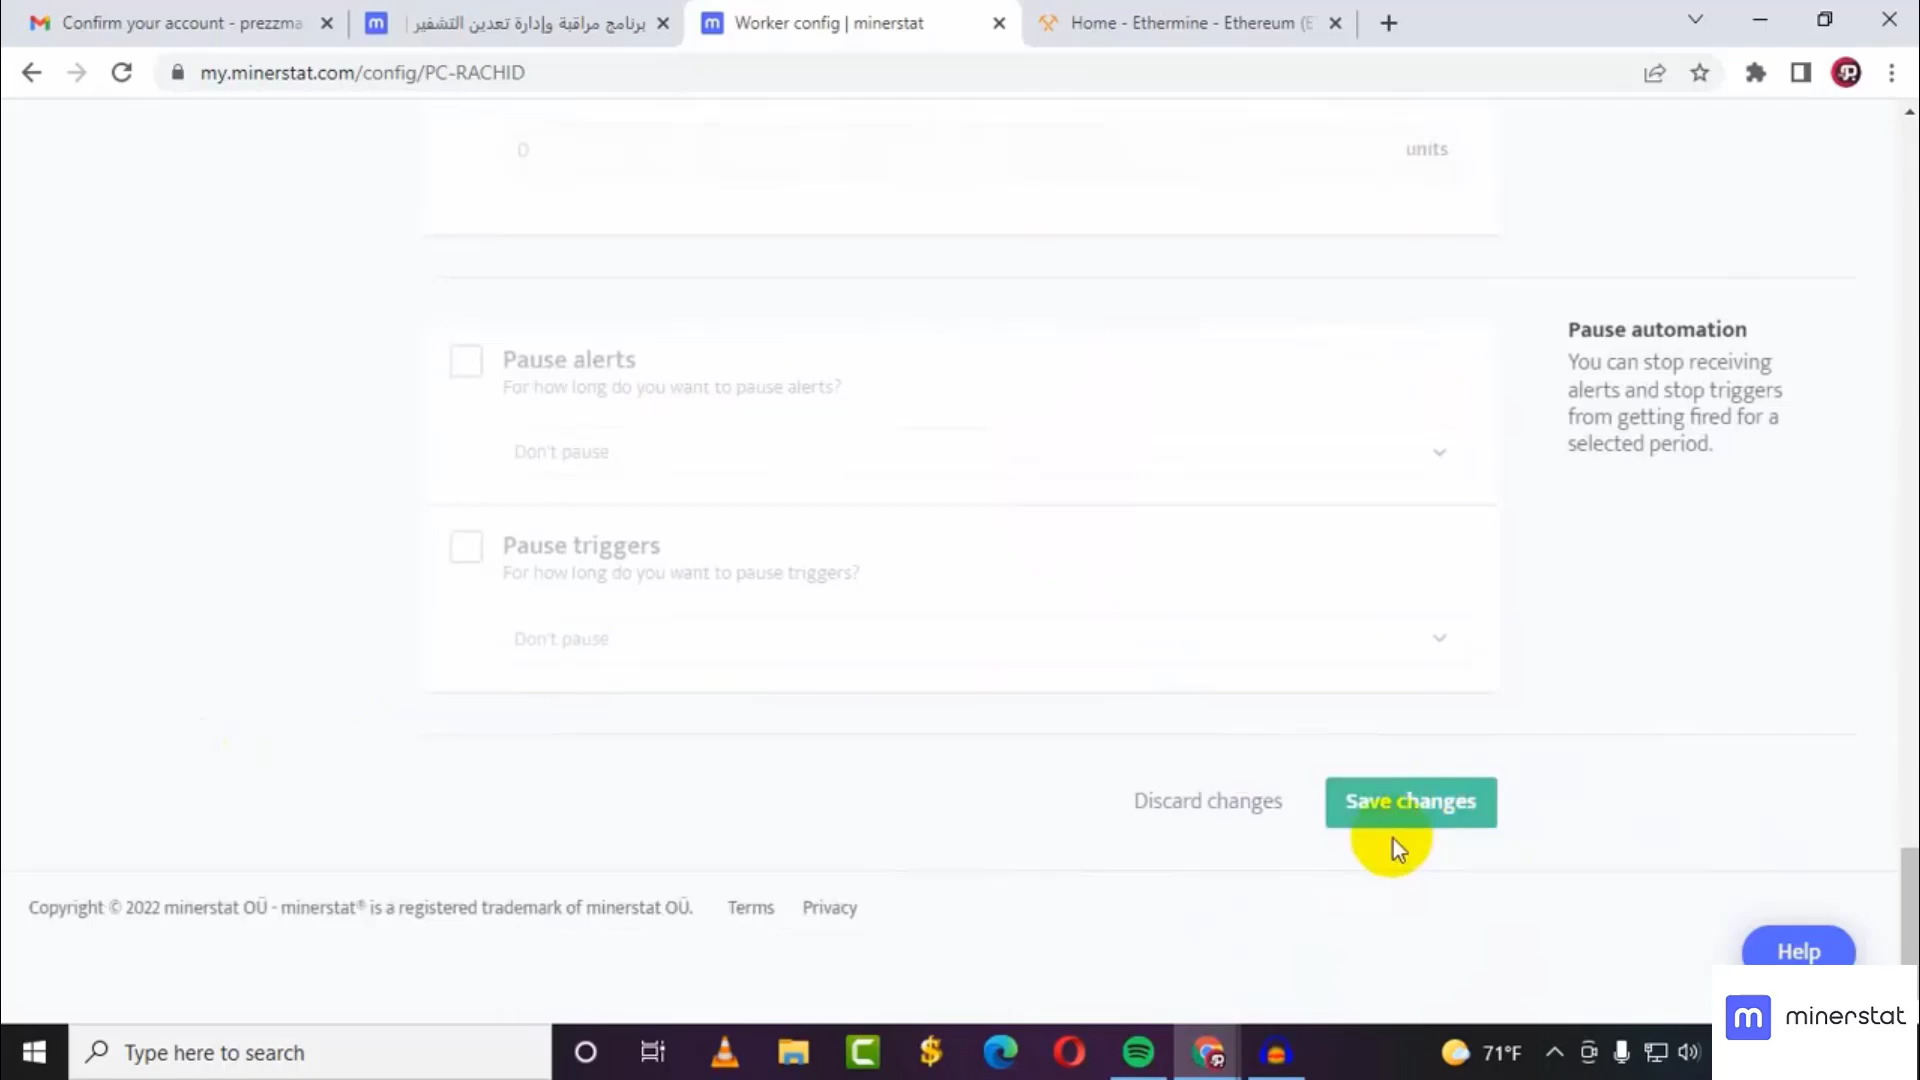 Confirm your account - prezzma
برنامج مراقبة وإدارة تعدين التشفير |
Worker config | minerstat
Home - Ethermine - Ethereum (E
my.minerstat.com/config/PC-RACHID
0
units
Pause alerts
For how long do you want to pause alerts?
Don't pause
Pause triggers
For how long do you want to pause triggers?
Don't pause
Pause automation
You can stop receiving
alerts and stop triggers
from getting fired for a
selected period.
Discard changes
Save changes
Copyright © 2022 minerstat OÜ - minerstat® is a registered trademark of minerstat OÜ.
Terms
Privacy
Help
minerstat
Type here to search
71°F